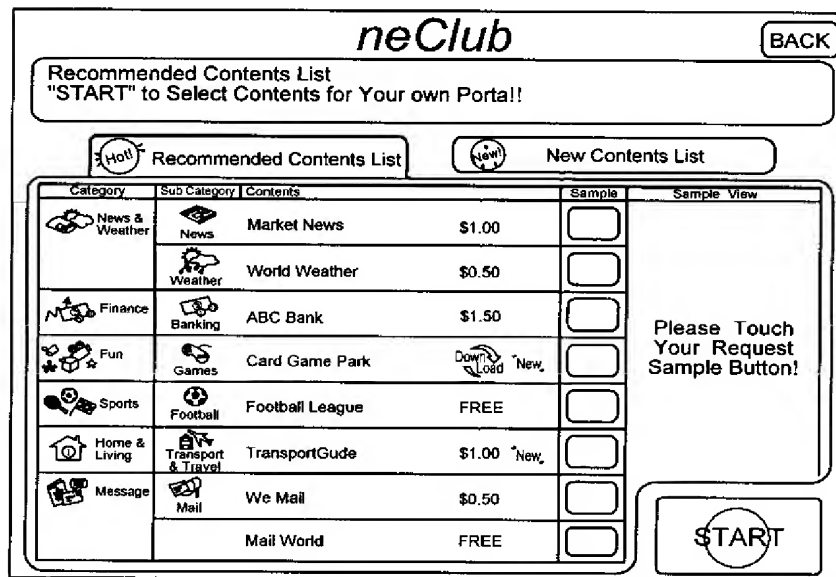 neClub
BACK
Recommended Contents List
"START" to Select Contents for Your own Porta!!
Hot! Recommended Contents List
New! New Contents List
Category Sub Category Contents Sample Sample View
News & Weather News Market News $1.00
Weather World Weather $0.50
Finance Banking ABC Bank $1.50
Fun Games Card Game Park Down Load New
Sports Football Football League FREE
Home & Living Transport & Travel TransportGude $1.00 New
Message Mail We Mail $0.50
Mail World FREE
Please Touch
Your Request
Sample Button!
START